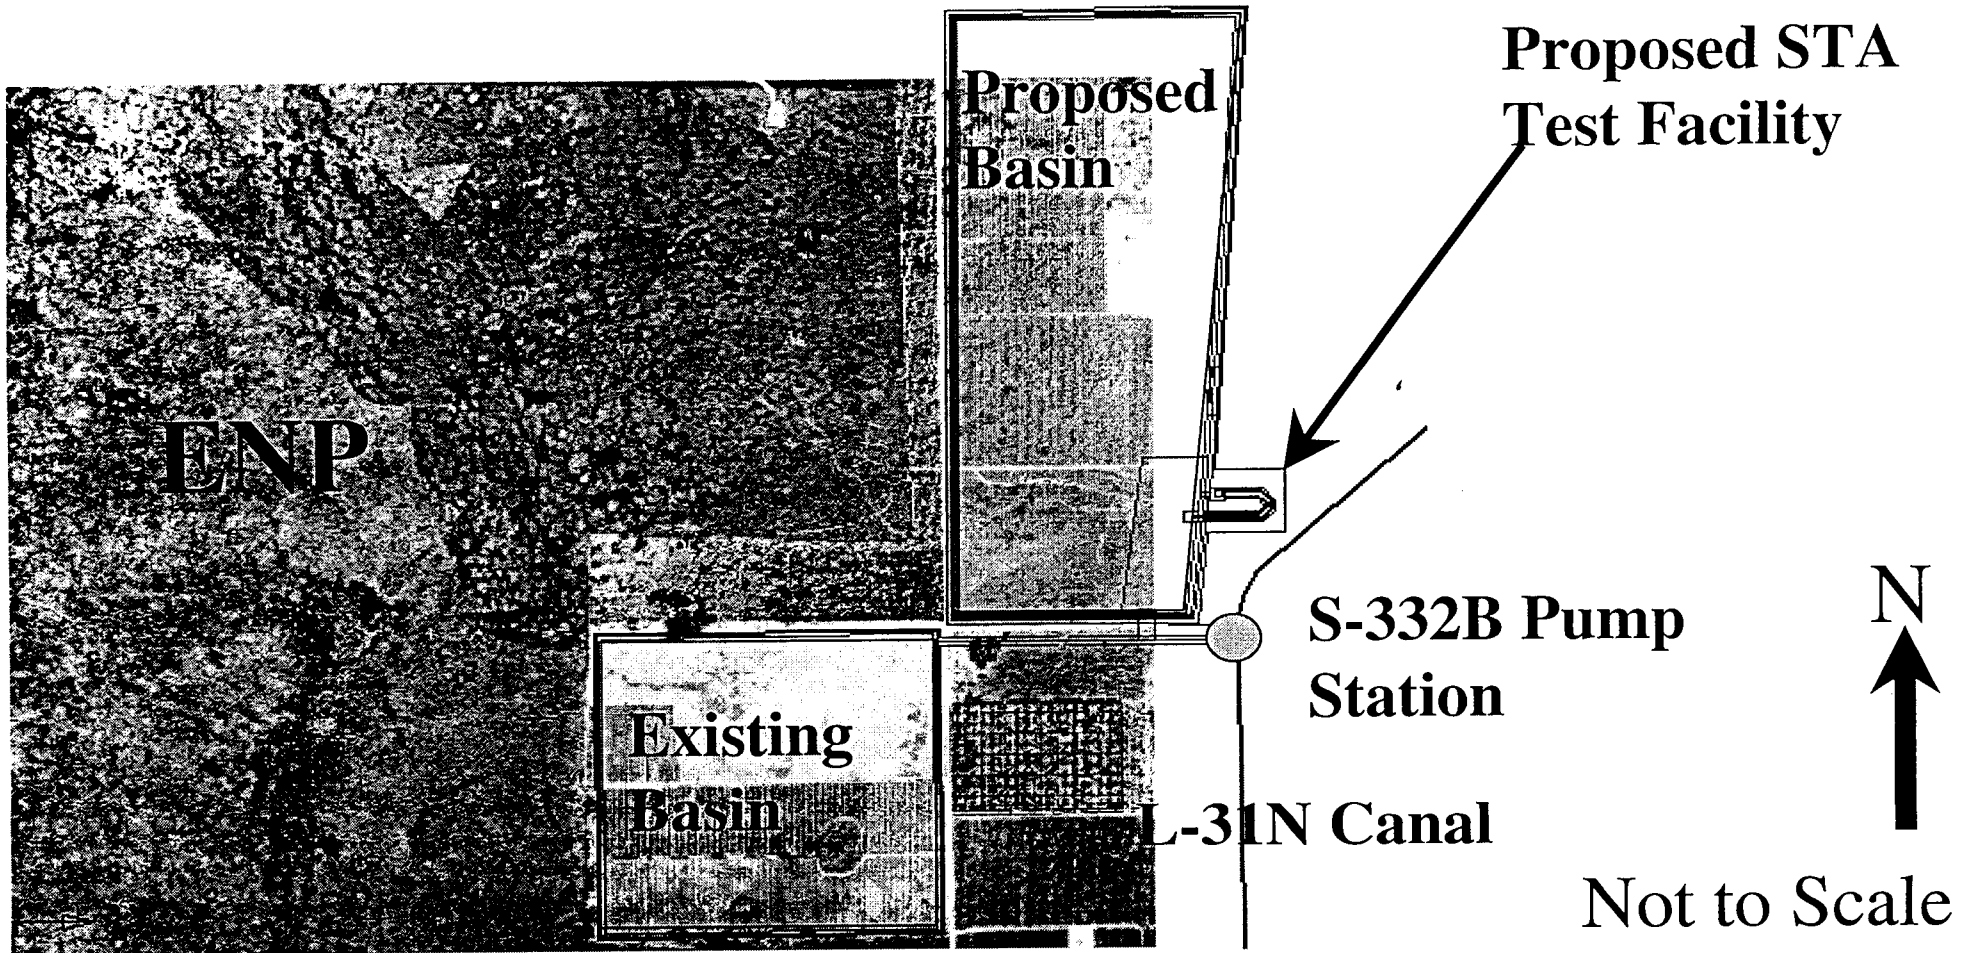 Proposed STA
Test Facility
Proposed
Basin
ENP
S-332B Pump
Station
N
Existing
Basin
L-31N Canal
Not to Scale